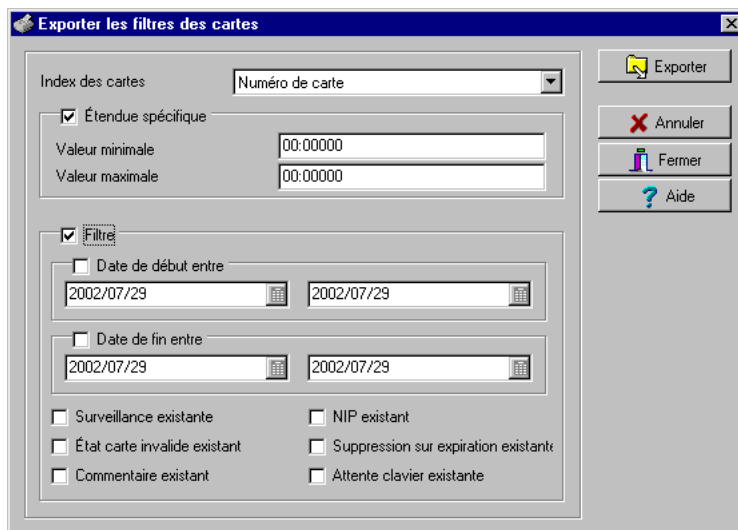 Exporter les filtres des cartes
Index des cartes
Numéro de carte
Exporter
Étendue spécifique
Annuler
Valeur minimale
00:00000
Fermer
Valeur maximale
00:00000
Aide
Filtre
Date de début entre
2002/07/29
2002/07/29
Date de fin entre
2002/07/29
2002/07/29
Surveillance existante
NIP existant
État carte invalide existant
Suppression sur expiration existante
Commentaire existant
Attente clavier existante